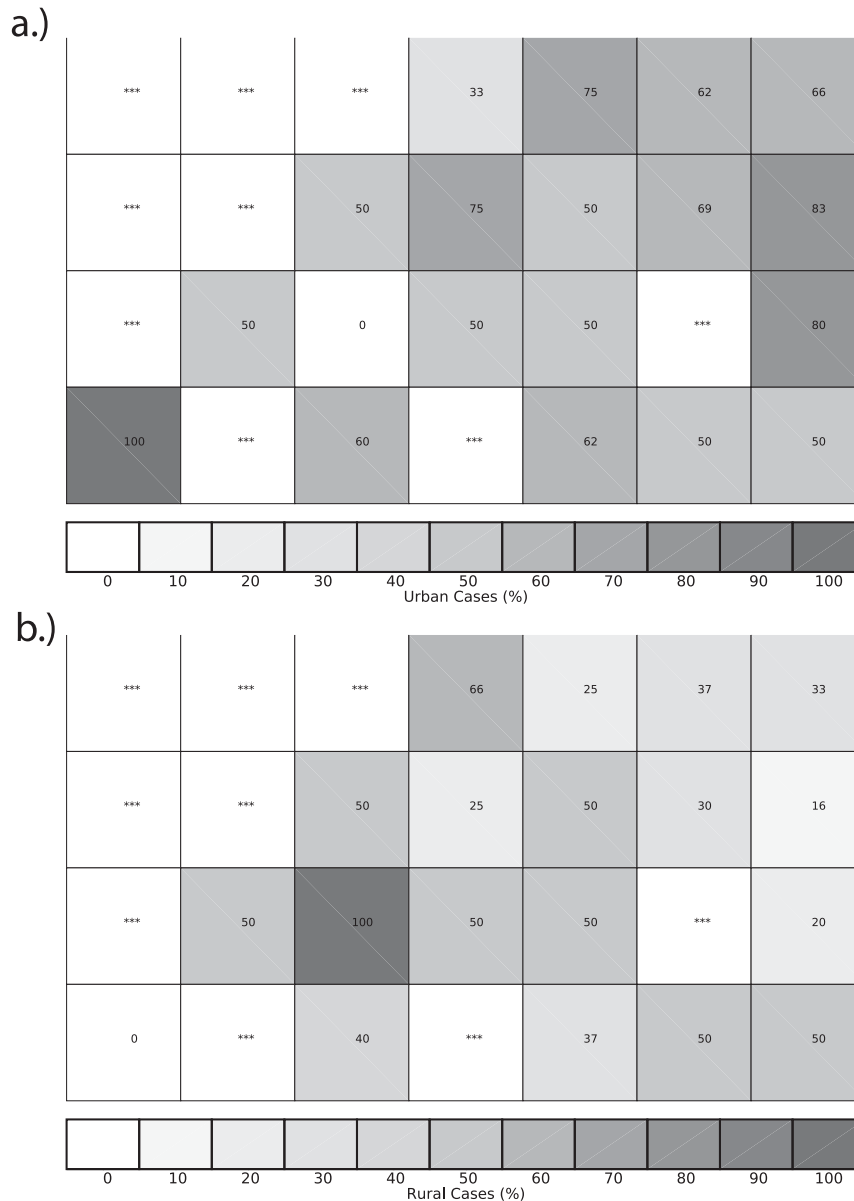 a.)
*** *** *** 33 75 62 66
*** *** 50 75 50 69 83
*** 50 0 50 50 *** 80
100 *** 60 *** 62 50 50
0 10 20 30 40 50 60 70 80 90 100
Urban Cases (%)
b.)
*** *** *** 66 25 37 33
*** *** 50 25 50 30 16
*** 50 100 50 50 *** 20
0 *** 40 *** 37 50 50
0 10 20 30 40 50 60 70 80 90 100
Rural Cases (%)